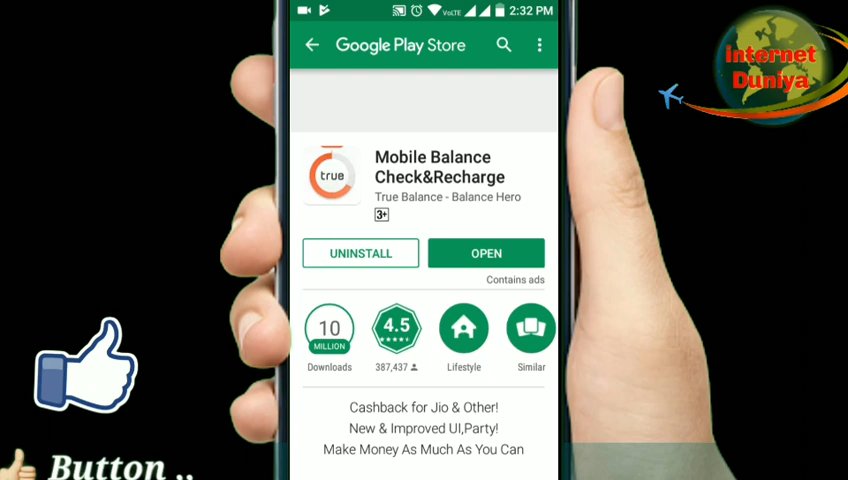 VoLTE 2:32 PM
Google Play Store
Internet
Duniya
true
Mobile Balance
Check&Recharge
True Balance - Balance Hero
3+
UNINSTALL
OPEN
Contains ads
10
MILLION
Downloads
4.5
387,437
Lifestyle
Similar
Cashback for Jio & Other!
New & Improved UI,Party!
Make Money As Much As You Can
Button ..